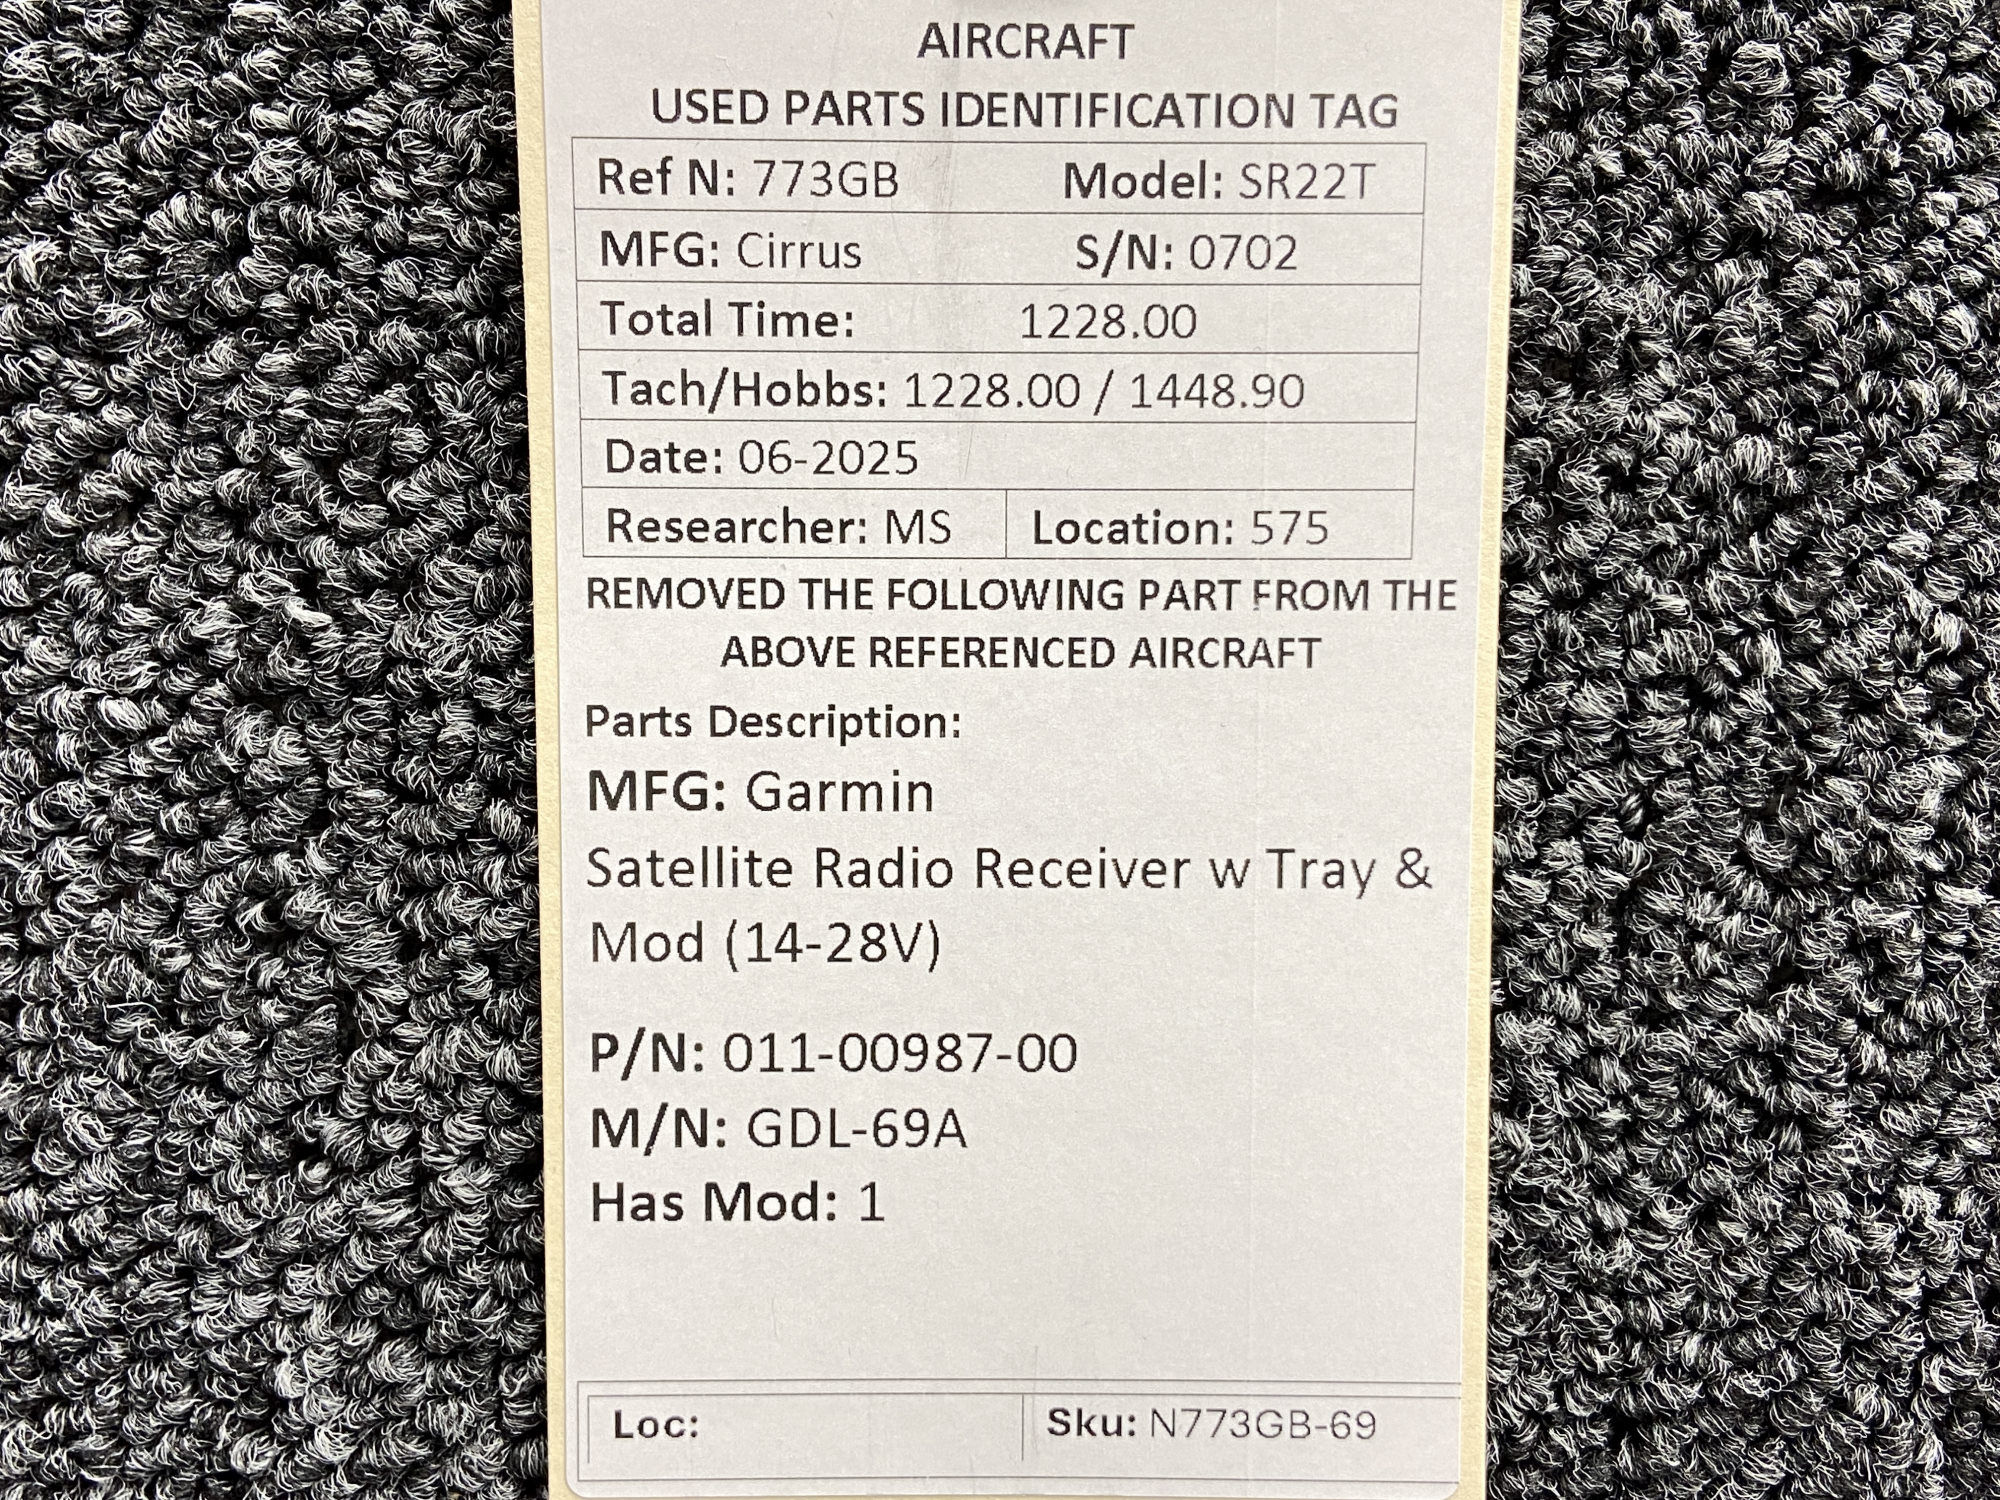 AIRCRAFT
USED PARTS IDENTIFICATION TAG
Ref N: 773GB Model: SR22T
MFG: Cirrus S/N: 0702
Total Time: 1228.00
Tach/Hobbs: 1228.00 / 1448.90
Date: 06-2025
Researcher: MS Location: 575
REMOVED THE FOLLOWING PART FROM THE
ABOVE REFERENCED AIRCRAFT
Parts Description:
MFG: Garmin
Satellite Radio Receiver w Tray &
Mod (14-28V)
P/N: 011-00987-00
M/N: GDL-69A
Has Mod: 1
Loc: Sku: N773GB-69